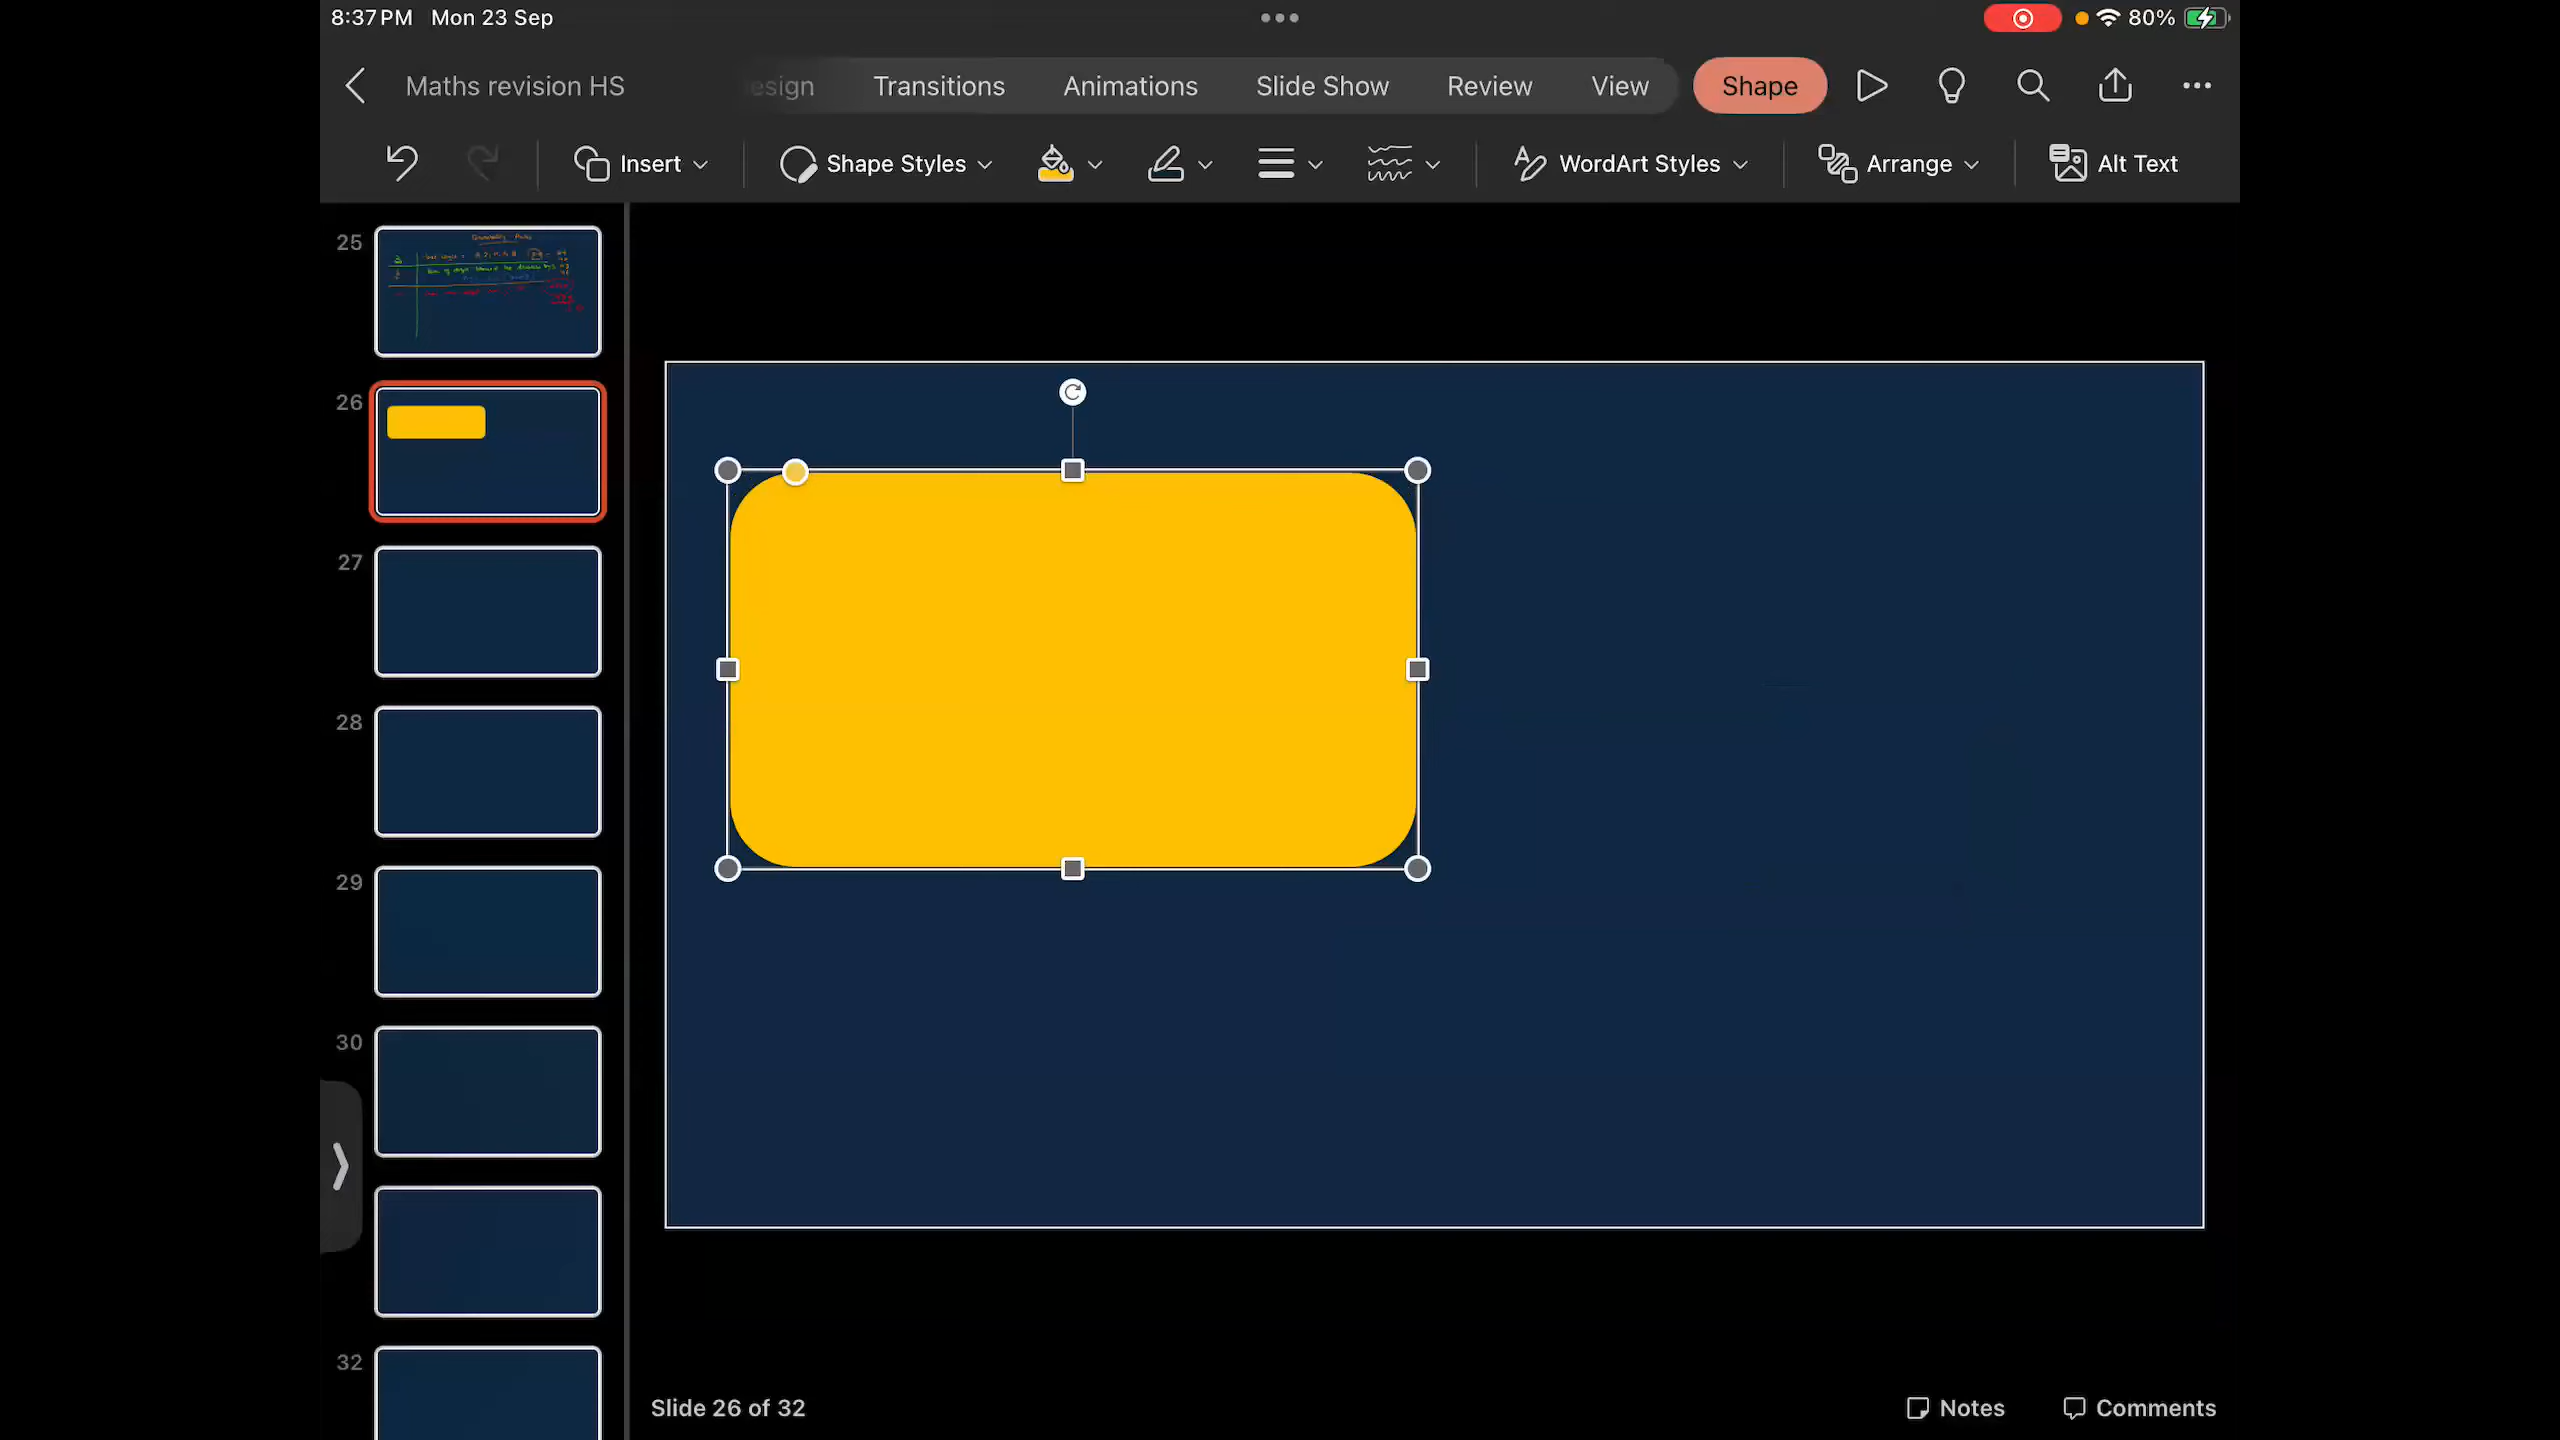 8:37 PM Mon 23 Sep
80%
Maths revision HS
esign Transitions Animations Slide Show Review View Shape
Insert Shape Styles WordArt Styles Arrange Alt Text
25
26
27
28
29
30
32
Slide 26 of 32
Notes Comments